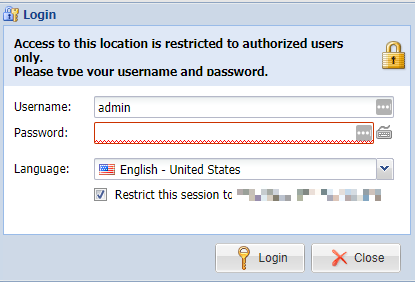 Login
Access to this location is restricted to authorized users
only.
Please type your username and password.
Username: admin
Password:
Language: English - United States
Restrict this session to
Login Close